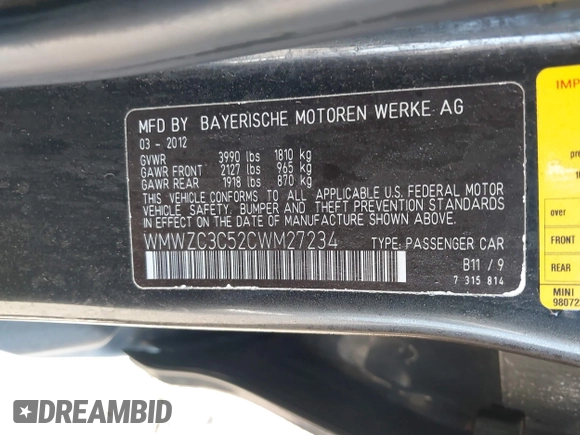 MFD BY BAYERISCHE MOTOREN WERKE AG
03 - 2012
GVWR 3990 lbs 1810 kg
GAWR FRONT 2127 lbs 965 kg
GAWR REAR 1918 lbs 870 kg
THIS VEHICLE CONFORMS TO ALL APPLICABLE U.S. FEDERAL MOTOR
VEHICLE SAFETY, BUMPER AND THEFT PREVENTION STANDARDS
IN EFFECT ON THE DATE OF MANUFACTURE SHOWN ABOVE.
WMWZC3C52CWM27234 TYPE: PASSENGER CAR
B11 / 9
7 315 814
IMP
pre
over
FRONT
REAR
MINI
98072
DREAMBID